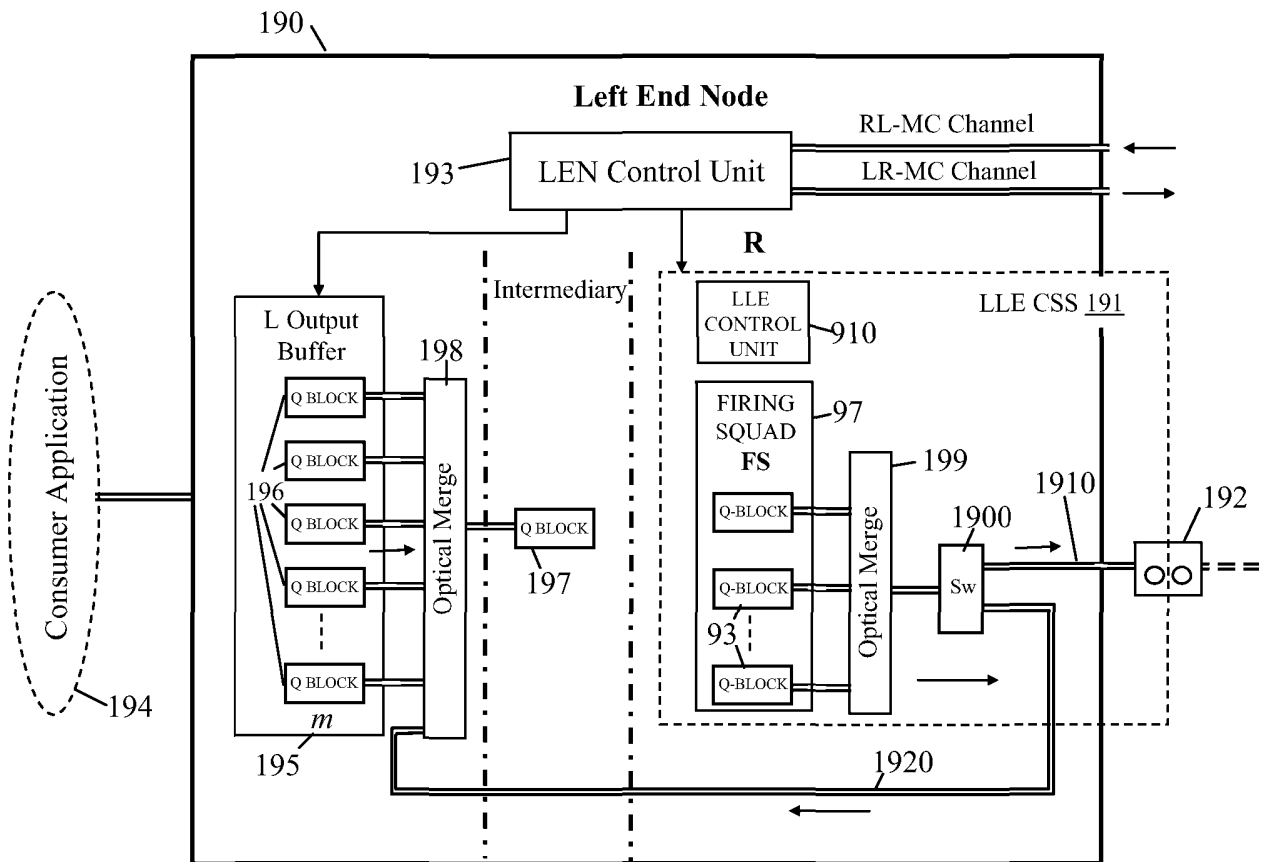 190
Left End Node
RL-MC Channel
LEN Control Unit
193
LR-MC Channel
R
Intermediary
LLE CSS 191
L Output
Buffer
198
LLE
CONTROL
UNIT
910
Q BLOCK
Q BLOCK
196
Q BLOCK
Q BLOCK
Q BLOCK
m
195
Optical Merge
Q BLOCK
197
FIRING
SQUAD
FS
97
199
Q-BLOCK
Q-BLOCK
93
Q-BLOCK
Optical Merge
1900
Sw
1910
192
1920
Consumer Application
194